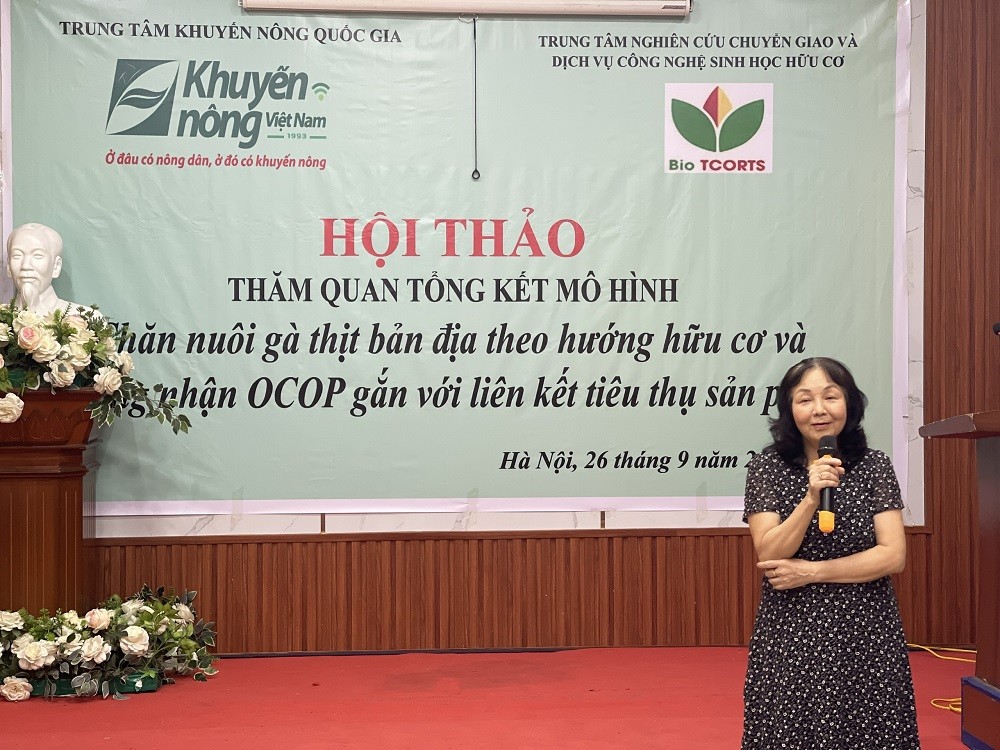 TRUNG TÂM KHUYẾN NÔNG QUỐC GIA
Khuyến
nông Việt Nam
1993
Ở đâu có nông dân, ở đó có khuyến nông
TRUNG TÂM NGHIÊN CỨU CHUYỂN GIAO VÀ
DỊCH VỤ CÔNG NGHỆ SINH HỌC HỮU CƠ
Bio TCORTS
HỘI THẢO
THĂM QUAN TỔNG KẾT MÔ HÌNH
Chăn nuôi gà thịt bản địa theo hướng hữu cơ và
nhận OCOP gắn với liên kết tiêu thụ sản
Hà Nội, 26 tháng 9 năm